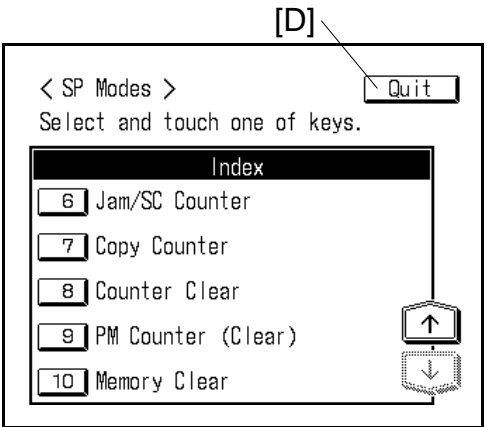 [D]
< SP Modes >
Quit
Select and touch one of keys.
Index
6 Jam/SC Counter
7 Copy Counter
8 Counter Clear
9 PM Counter (Clear)
↑
10 Memory Clear
↓